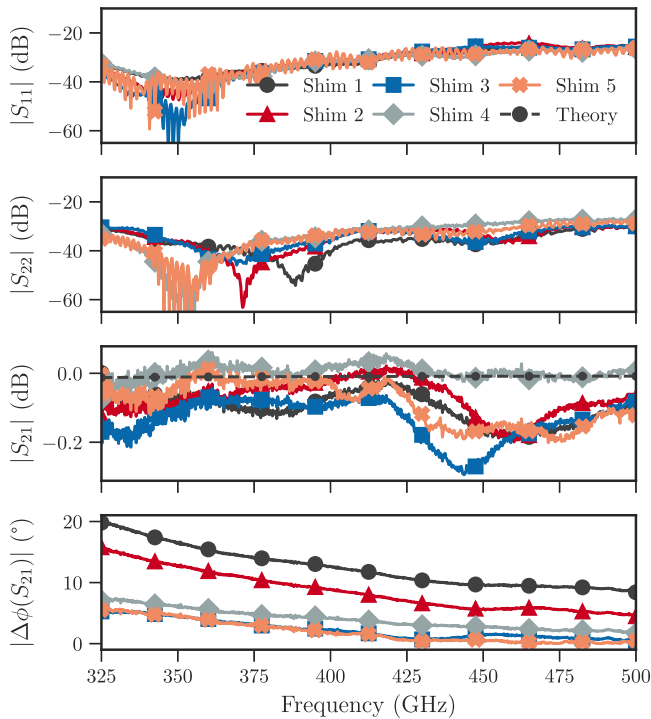 |S11| (dB)
−20
−40
−60
Shim 1
Shim 2
Shim 3
Shim 4
Shim 5
Theory
|S22| (dB)
−20
−40
−60
|S21| (dB)
0.0
−0.2
|Δϕ(S21)| (°)
20
10
0
325 350 375 400 425 450 475 500
Frequency (GHz)